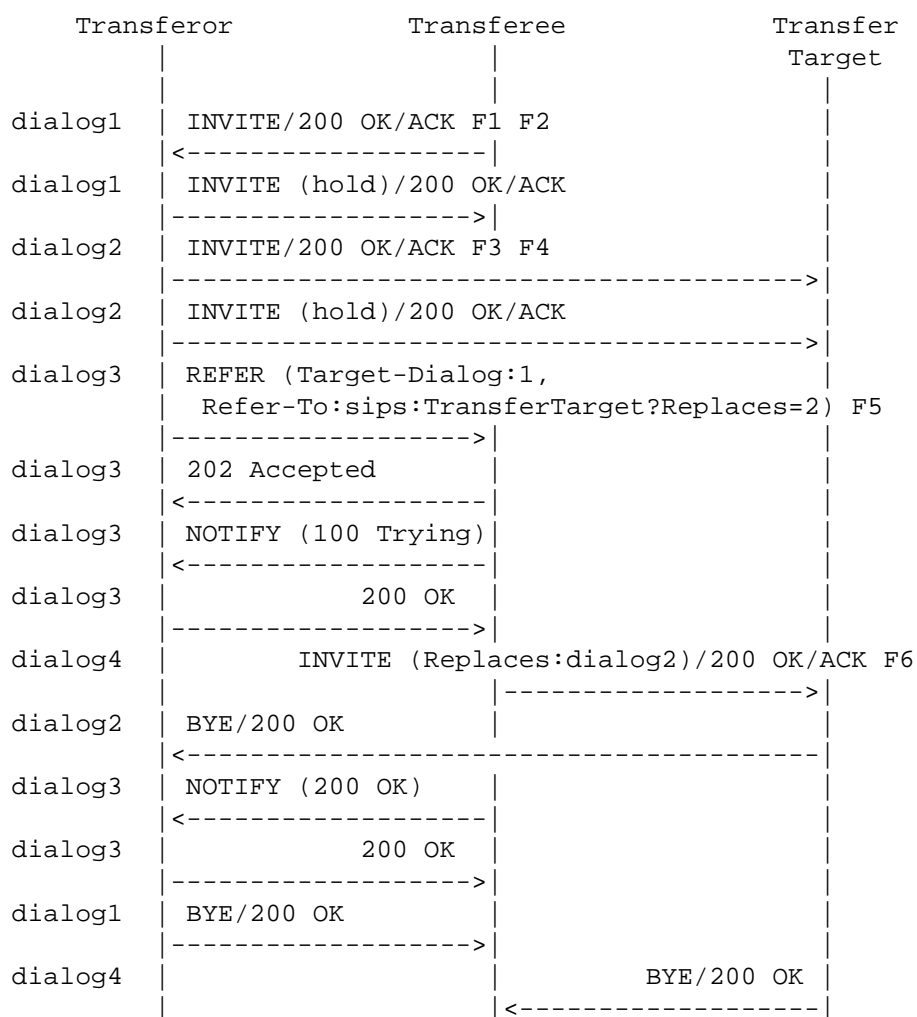 Transferor Transferee Transfer
Target
dialog1 INVITE/200 OK/ACK F1 F2
dialog1 INVITE (hold)/200 OK/ACK
dialog2 INVITE/200 OK/ACK F3 F4
dialog2 INVITE (hold)/200 OK/ACK
dialog3 REFER (Target-Dialog:1,
Refer-To:sips:TransferTarget?Replaces=2) F5
dialog3 202 Accepted
dialog3 NOTIFY (100 Trying)
dialog3 200 OK
dialog4 INVITE (Replaces:dialog2)/200 OK/ACK F6
dialog2 BYE/200 OK
dialog3 NOTIFY (200 OK)
dialog3 200 OK
dialog1 BYE/200 OK
dialog4 BYE/200 OK